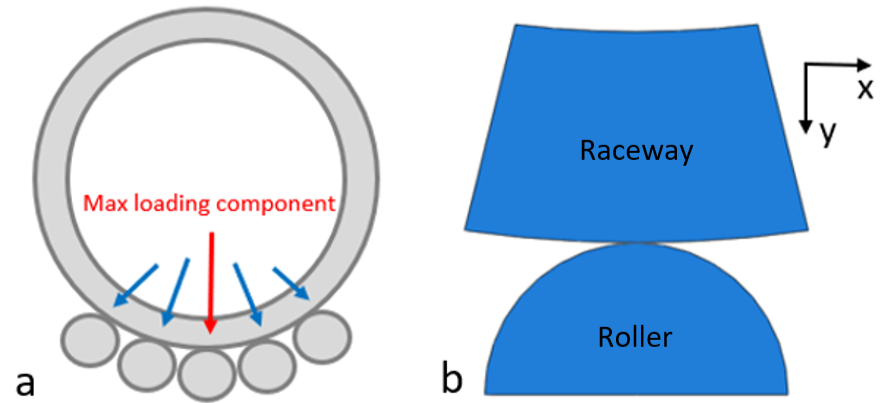 Max loading component
a
Raceway
x
y
Roller
b